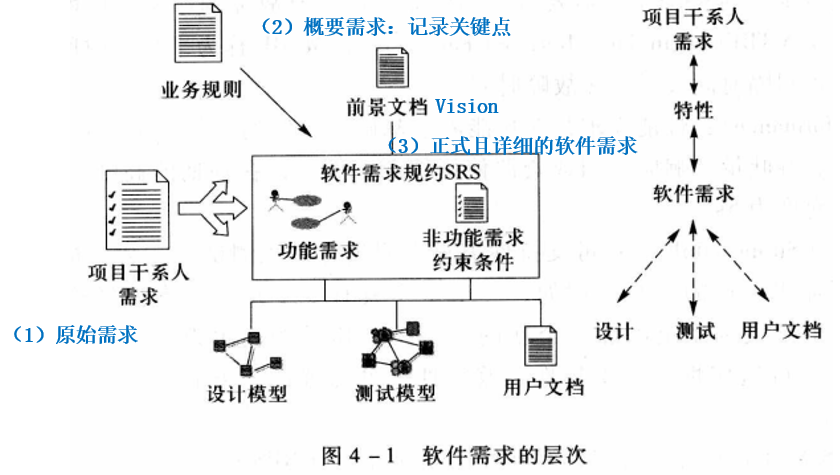 （2）概要需求：记录关键点
业务规则
前景文档 Vision
（3）正式且详细的软件需求
软件需求规约SRS
功能需求
非功能需求
约束条件
项目干系人
需求
（1）原始需求
设计模型
测试模型
用户文档
项目干系人
需求
特性
软件需求
设计
测试
用户文档
图 4－1 软件需求的层次